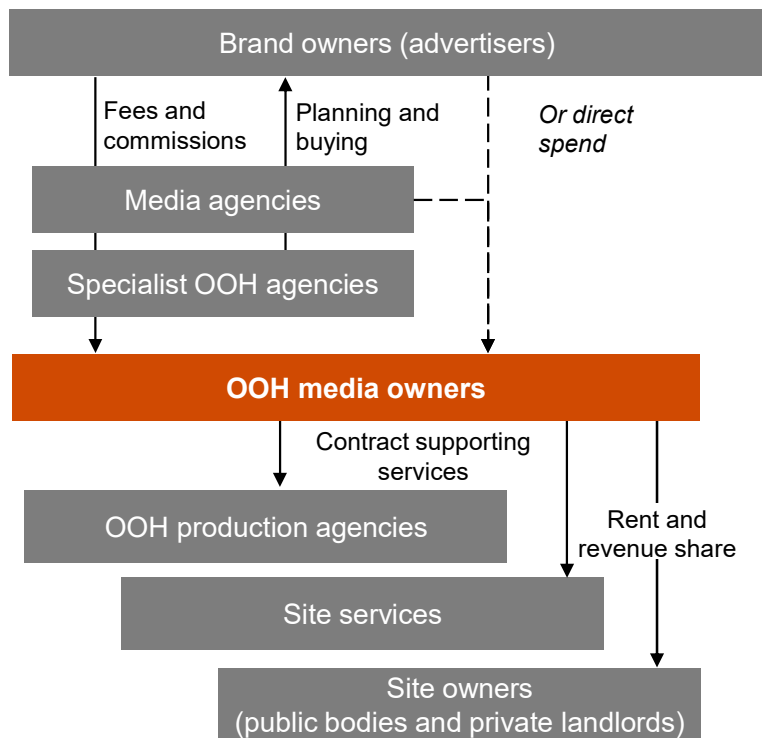 Brand owners (advertisers)
Fees and
commissions
Planning and
buying
Or direct
spend
Media agencies
Specialist OOH agencies
OOH media owners
Contract supporting
services
OOH production agencies
Rent and
revenue share
Site services
Site owners
(public bodies and private landlords)